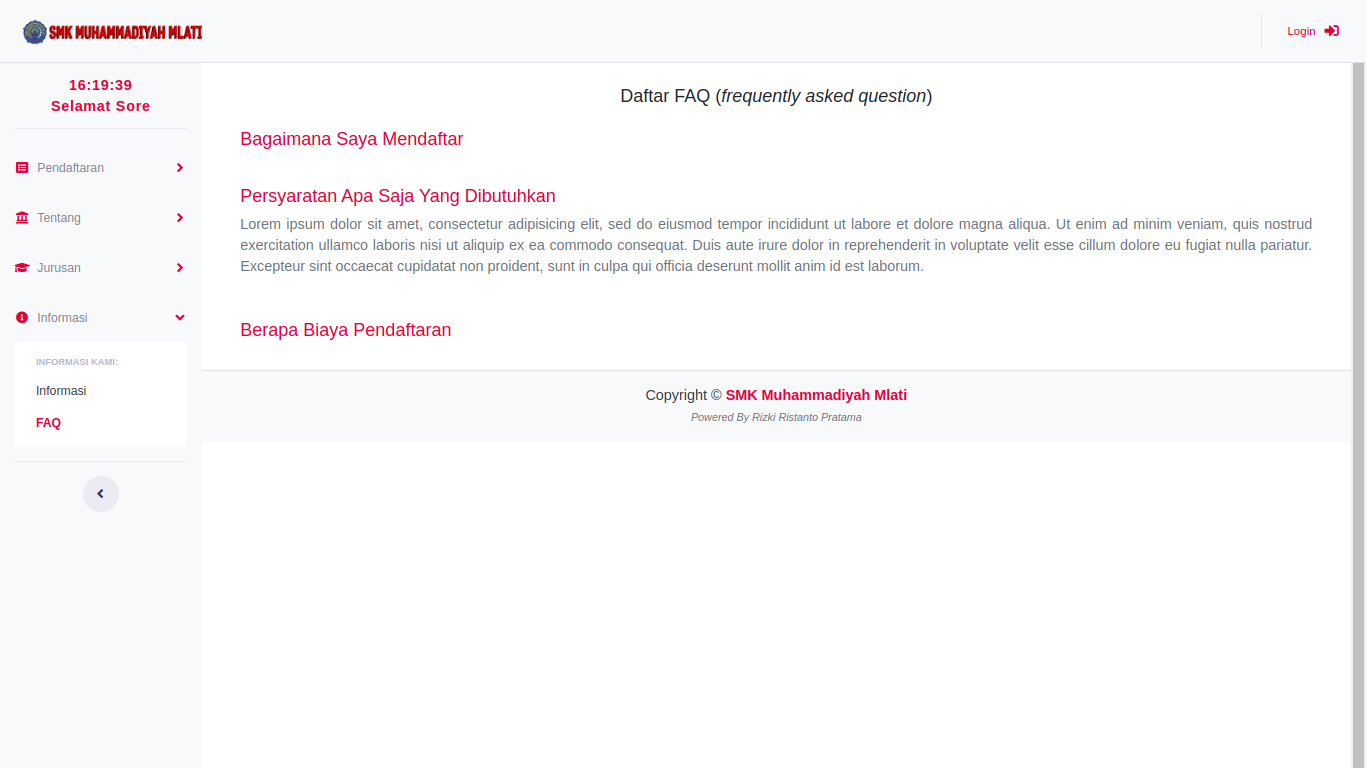 SMK MUHAMMADIYAH MLATI
Login
16:19:39
Selamat Sore
Pendaftaran
Tentang
Jurusan
Informasi
INFORMASI KAMI:
Informasi
FAQ
Daftar FAQ (frequently asked question)
Bagaimana Saya Mendaftar
Persyaratan Apa Saja Yang Dibutuhkan
Lorem ipsum dolor sit amet, consectetur adipisicing elit, sed do eiusmod tempor incididunt ut labore et dolore magna aliqua. Ut enim ad minim veniam, quis nostrud
exercitation ullamco laboris nisi ut aliquip ex ea commodo consequat. Duis aute irure dolor in reprehenderit in voluptate velit esse cillum dolore eu fugiat nulla pariatur.
Excepteur sint occaecat cupidatat non proident, sunt in culpa qui officia deserunt mollit anim id est laborum.
Berapa Biaya Pendaftaran
Copyright © SMK Muhammadiyah Mlati
Powered By Rizki Ristanto Pratama